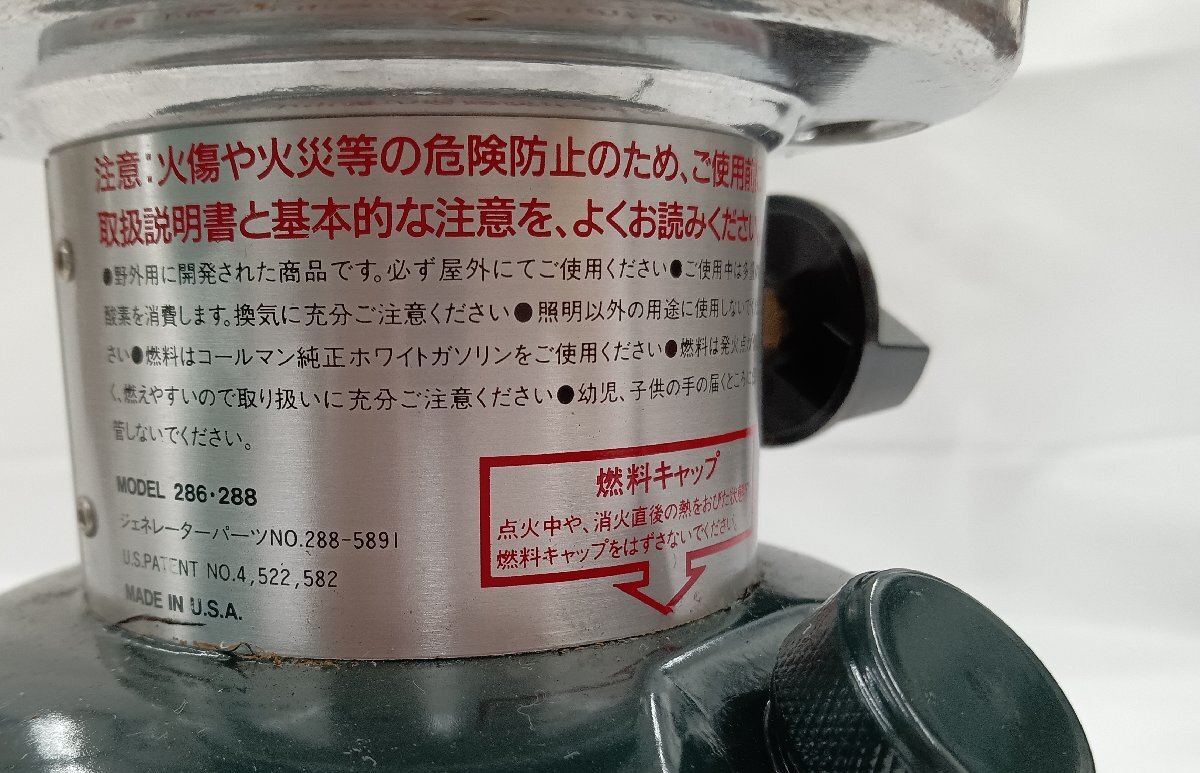 注意:火傷や火災等の危険防止のため、ご使用前
取扱説明書と基本的な注意を、よくお読みください
●野外用に開発された商品です。必ず屋外にてご使用ください●ご使用中は多
酸素を消費します。換気に充分ご注意ください●照明以外の用途に使用しないで
さい●燃料はコールマン純正ホワイトガソリンをご使用ください●燃料は発火点
く、燃えやすいので取り扱いに充分ご注意ください●幼児、子供の手の届くところに
管しないでください。
MODEL 286・288
ジェネレーターパーツNO.288-5891
U.S.PATENT NO.4,522,582
MADE IN U.S.A.
燃料キャップ
点火中や、消火直後の熱をおびた状態
燃料キャップをはずさないでください。